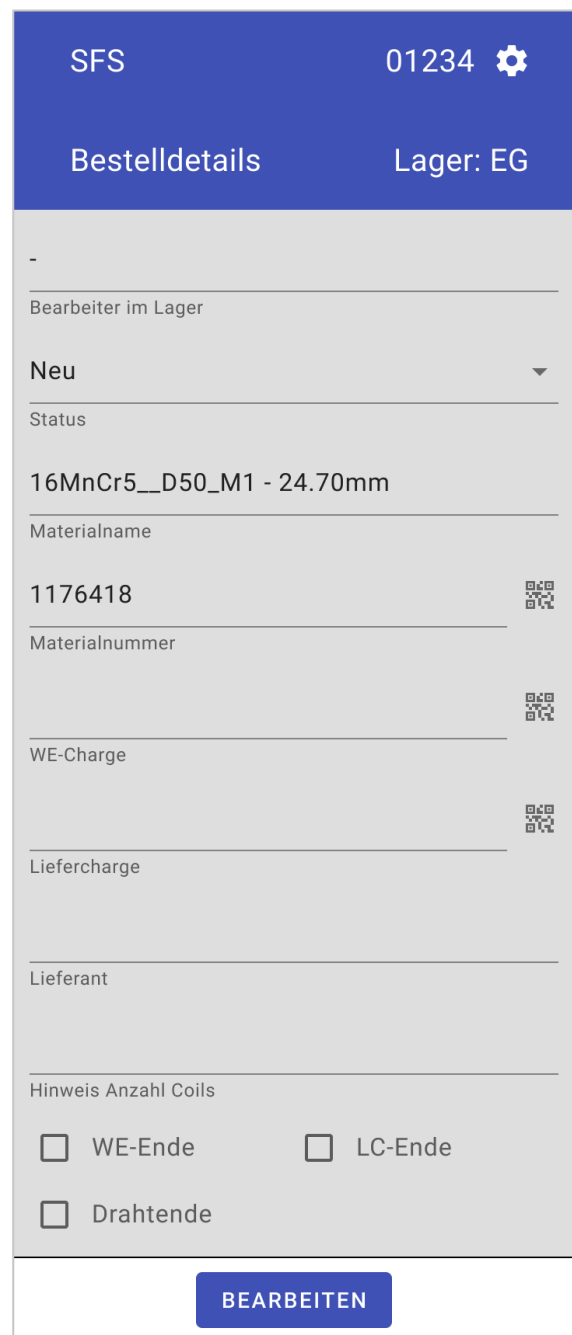 SFS 01234
Bestelldetails Lager: EG
-
Bearbeiter im Lager
Neu
Status
16MnCr5__D50_M1 - 24.70mm
Materialname
1176418
Materialnummer
WE-Charge
Liefercharge
Lieferant
Hinweis Anzahl Coils
WE-Ende LC-Ende
Drahtende
BEARBEITEN